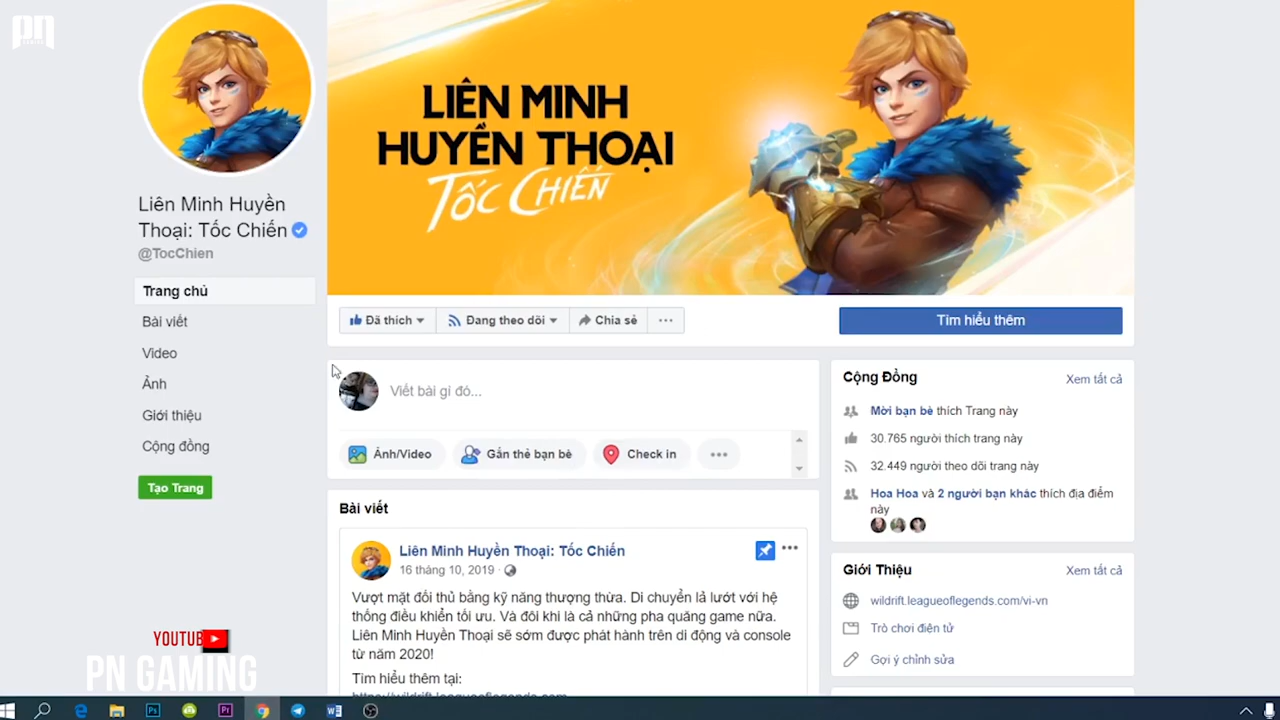 PN
GAMING
LIÊN MINH
HUYỀN THOẠI
TỐC CHIẾN
Liên Minh Huyền
Thoại: Tốc Chiến
@TocChien
Trang chủ
Bài viết
Video
Ảnh
Giới thiệu
Cộng đồng
Tạo Trang
Đã thích
Đang theo dõi
Chia sẻ
Tìm hiểu thêm
Viết bài gì đó...
Ảnh/Video
Gắn thẻ bạn bè
Check in
Bài viết
Liên Minh Huyền Thoại: Tốc Chiến
16 tháng 10, 2019
Vượt mặt đối thủ bằng kỹ năng thượng thừa. Di chuyển lả lướt với hệ
thống điều khiển tối ưu. Và đôi khi là cả những pha quăng game nữa.
Liên Minh Huyền Thoại sẽ sớm được phát hành trên di động và console
từ năm 2020!
Tìm hiểu thêm tại:
https://wildrift.leagueoflegends.com
Cộng Đồng
Xem tất cả
Mời bạn bè thích Trang này
30.765 người thích trang này
32.449 người theo dõi trang này
Hoa Hoa và 2 người bạn khác thích địa điểm
này
Giới Thiệu
Xem tất cả
wildrift.leagueoflegends.com/vi-vn
Trò chơi điện tử
Gợi ý chỉnh sửa
YOUTUB
PN GAMING
Ps
Pr